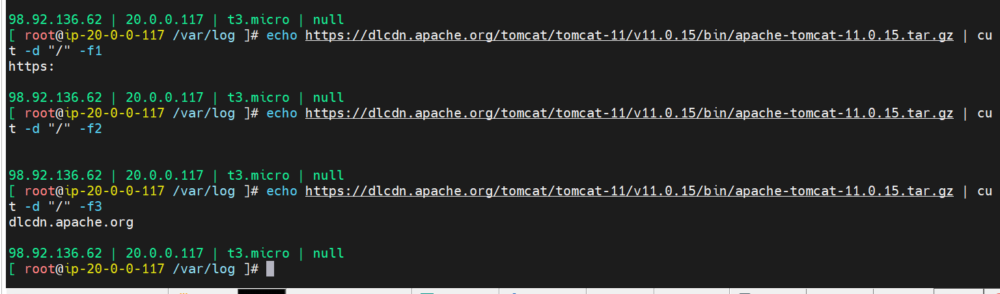 98.92.136.62 | 20.0.0.117 | t3.micro | null
[ root@ip-20-0-0-117 /var/log ]# echo https://dlcdn.apache.org/tomcat/tomcat-11/v11.0.15/bin/apache-tomcat-11.0.15.tar.gz | cu
t -d "/" -f1
https:
98.92.136.62 | 20.0.0.117 | t3.micro | null
[ root@ip-20-0-0-117 /var/log ]# echo https://dlcdn.apache.org/tomcat/tomcat-11/v11.0.15/bin/apache-tomcat-11.0.15.tar.gz | cu
t -d "/" -f2
98.92.136.62 | 20.0.0.117 | t3.micro | null
[ root@ip-20-0-0-117 /var/log ]# echo https://dlcdn.apache.org/tomcat/tomcat-11/v11.0.15/bin/apache-tomcat-11.0.15.tar.gz | cu
t -d "/" -f3
dlcdn.apache.org
98.92.136.62 | 20.0.0.117 | t3.micro | null
[ root@ip-20-0-0-117 /var/log ]#